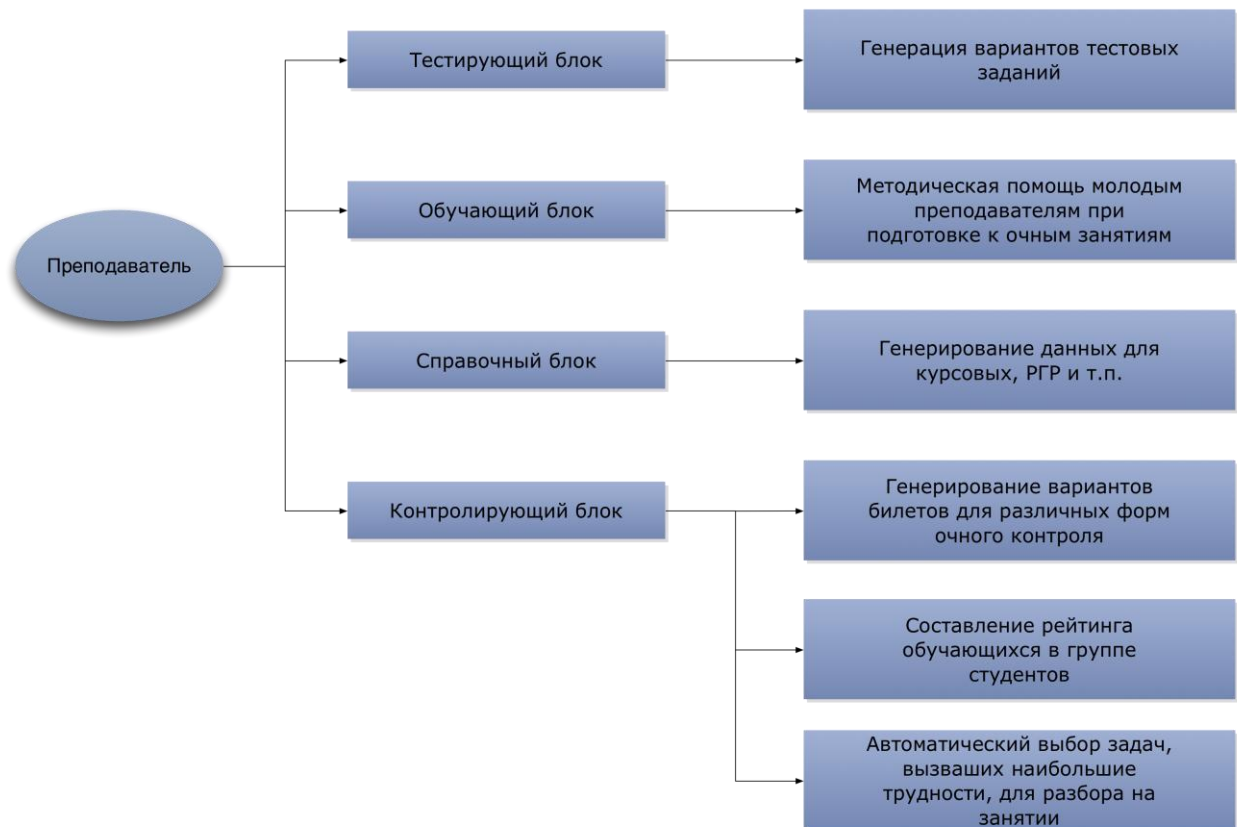 Преподаватель
Тестирующий блок
Генерация вариантов тестовых
заданий
Обучающий блок
Методическая помощь молодым
преподавателям при
подготовке к очным занятиям
Справочный блок
Генерирование данных для
курсовых, РГР и т.п.
Контролирующий блок
Генерирование вариантов
билетов для различных форм
очного контроля
Составление рейтинга
обучающихся в группе
студентов
Автоматический выбор задач,
вызваших наибольшие
трудности, для разбора на
занятии